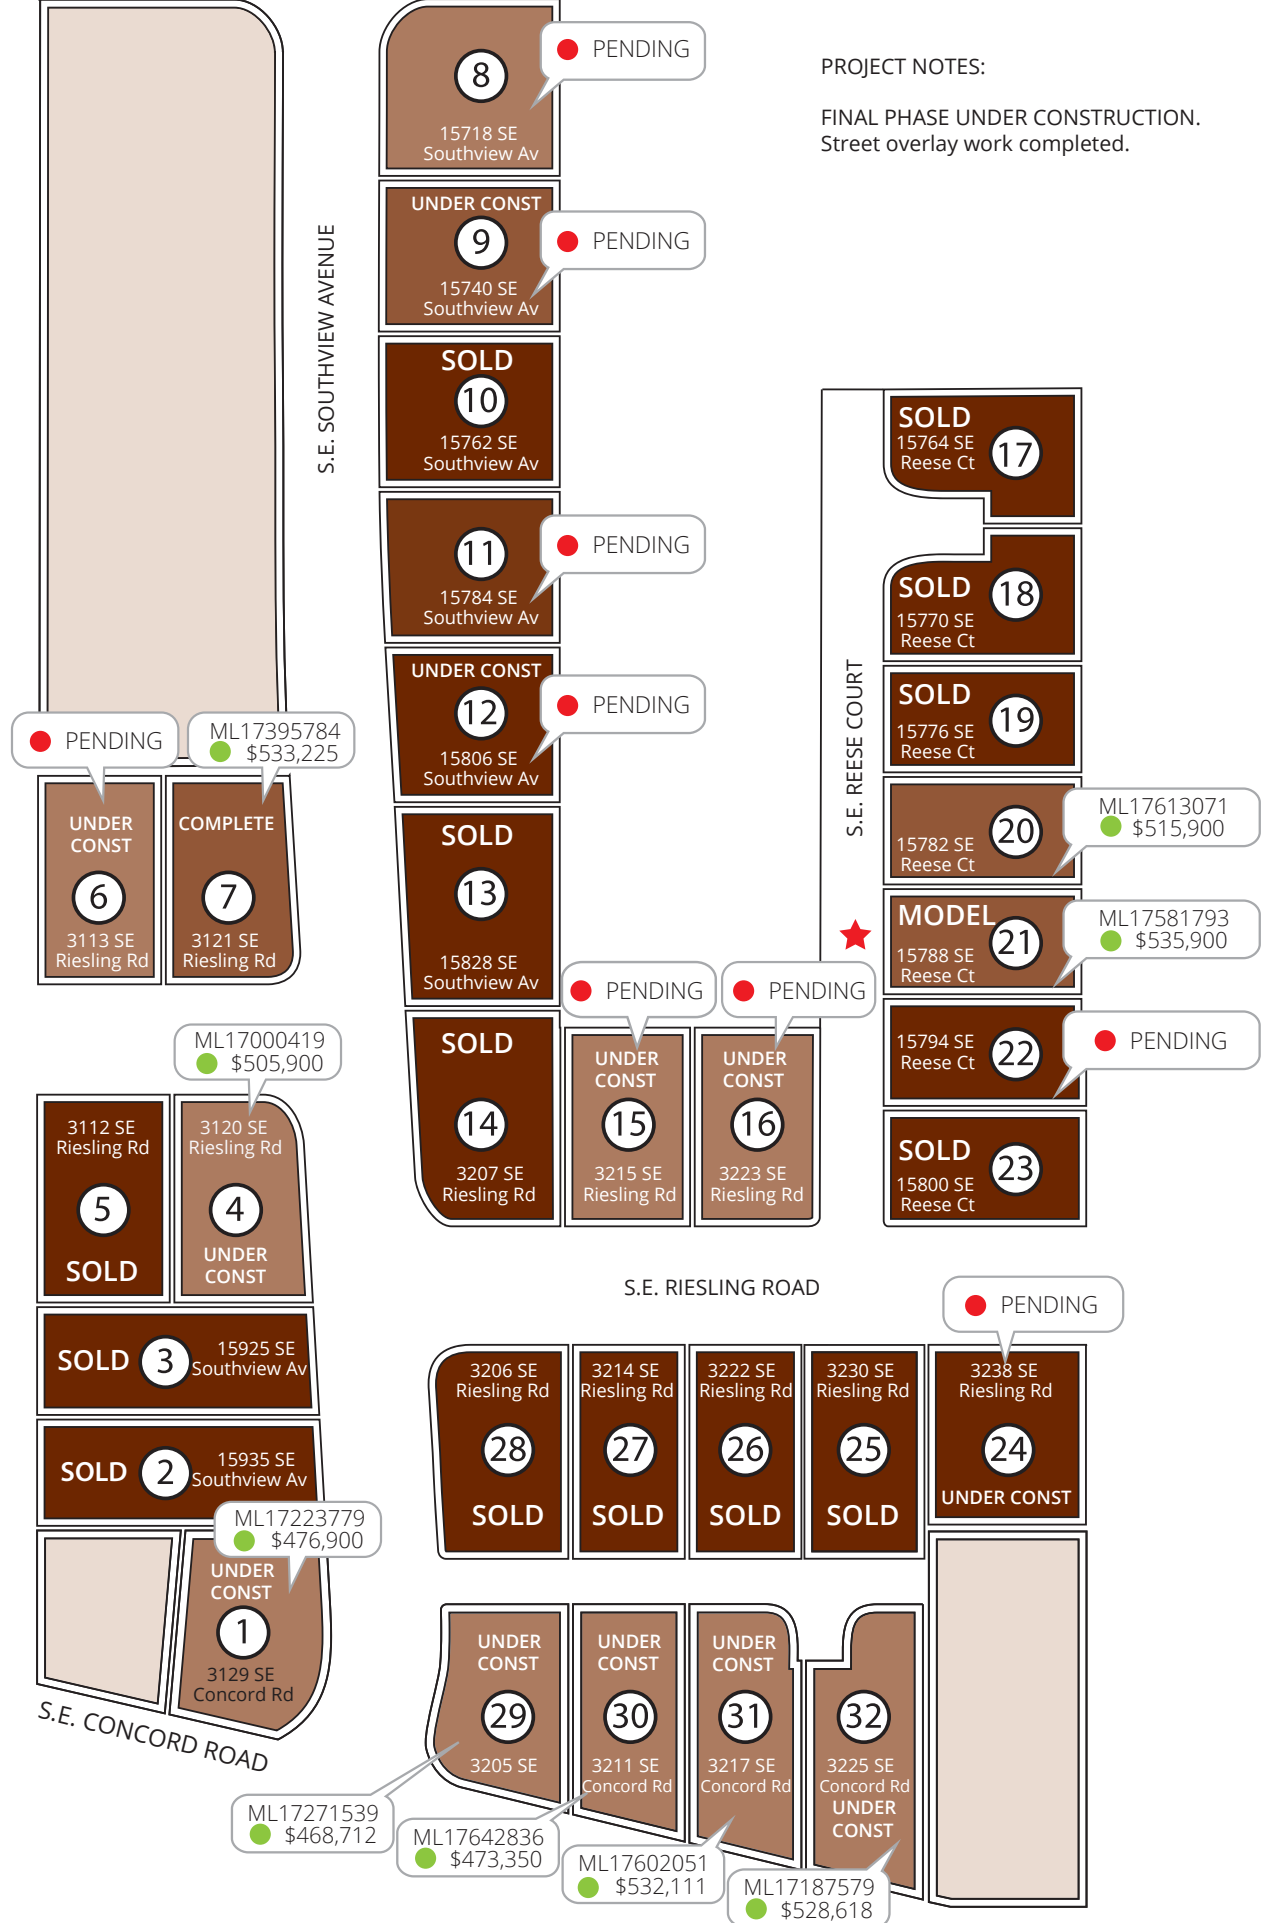 PROJECT NOTES:
FINAL PHASE UNDER CONSTRUCTION.
Street overlay work completed.
S.E. SOUTHVIEW AVENUE
8
15718 SE
Southview Av
PENDING
UNDER CONST
9
15740 SE
Southview Av
PENDING
SOLD
10
15762 SE
Southview Av
11
15784 SE
Southview Av
PENDING
UNDER CONST
12
15806 SE
Southview Av
PENDING
SOLD
13
15828 SE
Southview Av
SOLD
14
3207 SE
Riesling Rd
PENDING
UNDER
CONST
15
3215 SE
Riesling Rd
PENDING
UNDER
CONST
16
3223 SE
Riesling Rd
S.E. REESE COURT
SOLD
15764 SE
Reese Ct
17
SOLD
15770 SE
Reese Ct
18
SOLD
15776 SE
Reese Ct
19
15782 SE
Reese Ct
20
ML17613071
$515,900
MODEL
15788 SE
Reese Ct
21
ML17581793
$535,900
15794 SE
Reese Ct
22
PENDING
SOLD
15800 SE
Reese Ct
23
PENDING
UNDER
CONST
6
3113 SE
Riesling Rd
ML17395784
$533,225
COMPLETE
7
3121 SE
Riesling Rd
ML17000419
$505,900
3112 SE
Riesling Rd
5
SOLD
3120 SE
Riesling Rd
4
UNDER
CONST
SOLD
3
15925 SE
Southview Av
SOLD
2
15935 SE
Southview Av
ML17223779
$476,900
UNDER
CONST
1
3129 SE
Concord Rd
S.E. CONCORD ROAD
S.E. RIESLING ROAD
3206 SE
Riesling Rd
28
SOLD
3214 SE
Riesling Rd
27
SOLD
3222 SE
Riesling Rd
26
SOLD
3230 SE
Riesling Rd
25
SOLD
PENDING
3238 SE
Riesling Rd
24
UNDER CONST
UNDER
CONST
29
3205 SE
ML17271539
$468,712
UNDER
CONST
30
3211 SE
Concord Rd
ML17642836
$473,350
UNDER
CONST
31
3217 SE
Concord Rd
ML17602051
$532,111
32
3225 SE
Concord Rd
UNDER
CONST
ML17187579
$528,618